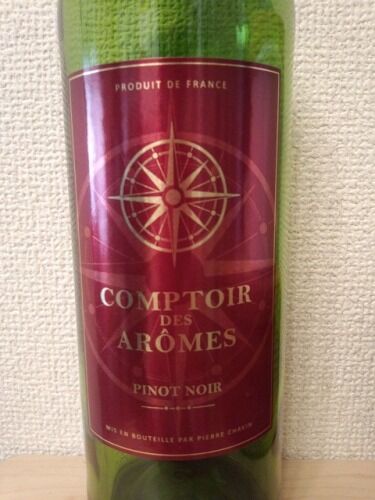 PRODUIT DE FRANCE
COMPTOIR
DES
ARÔMES
PINOT NOIR
MIS EN BOUTEILLE PAR PIERRE CHAVIN